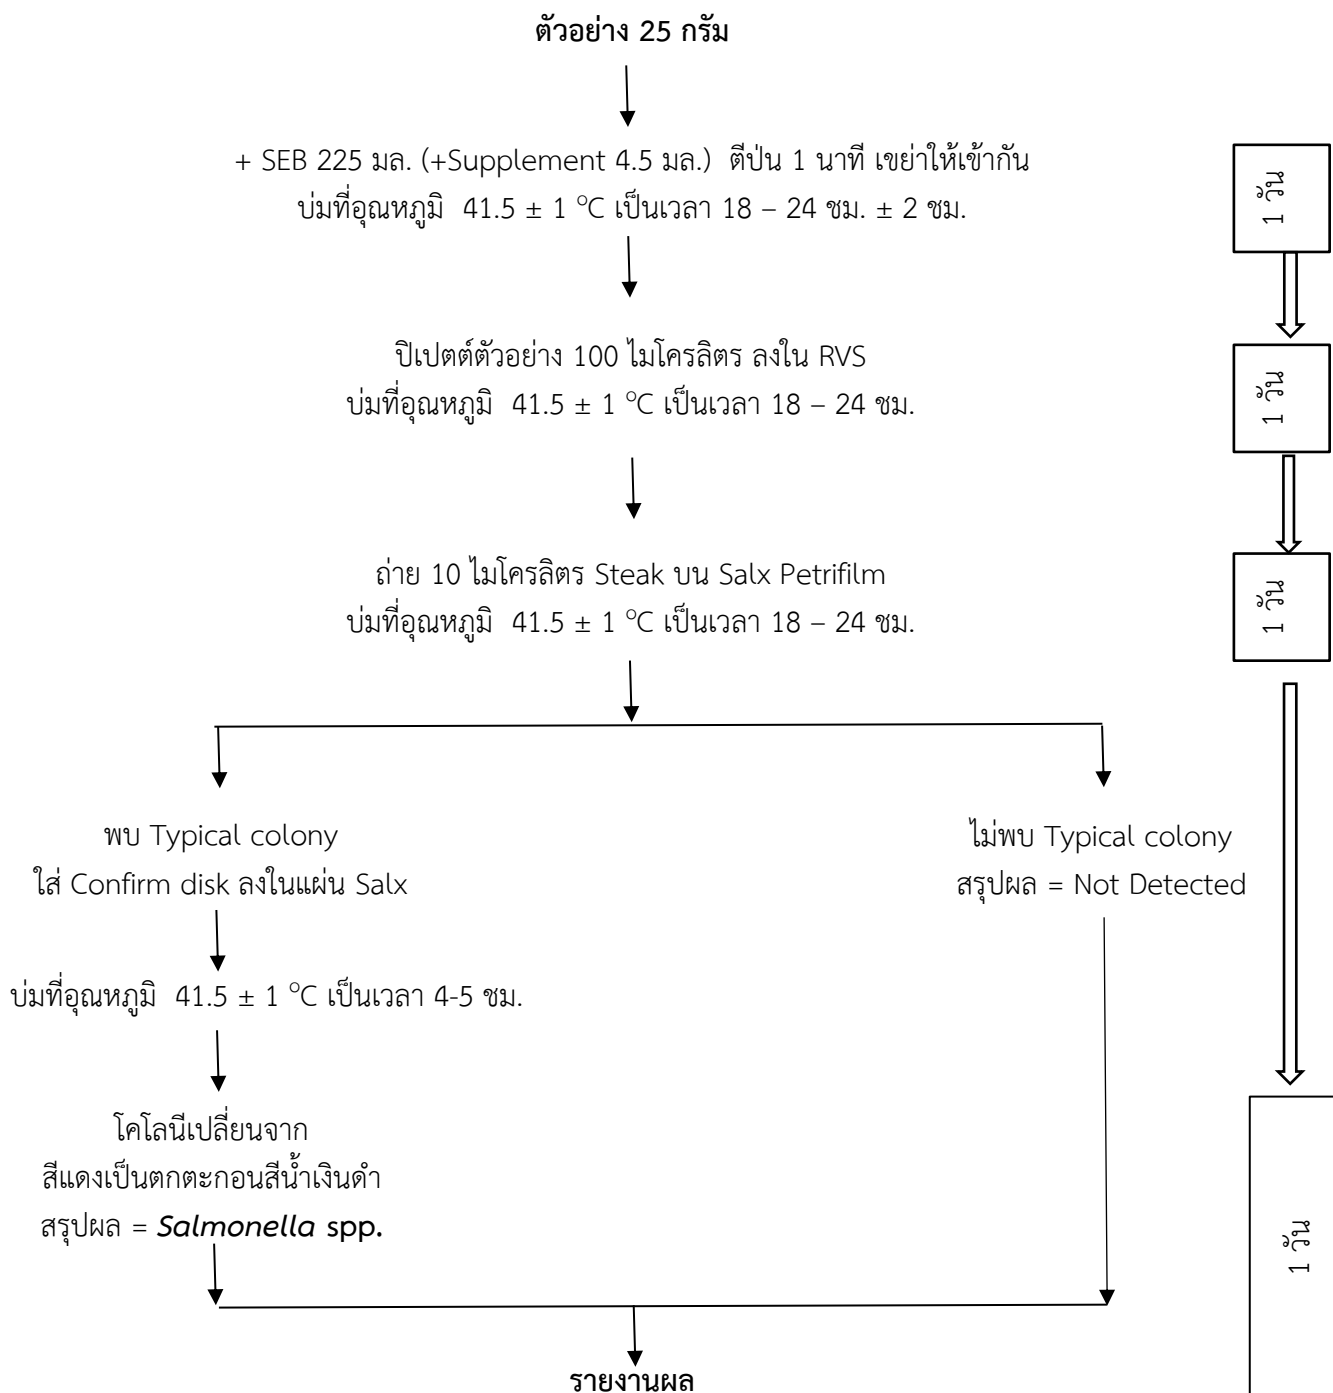 ตัวอย่าง 25 กรัม
+ SEB 225 มล. (+Supplement 4.5 มล.) ตีป่น 1 นาที เขย่าให้เข้ากัน
บ่มที่อุณหภูมิ 41.5 ± 1 °C เป็นเวลา 18 – 24 ชม. ± 2 ชม.
1 วัน
ปิเปตต์ตัวอย่าง 100 ไมโครลิตร ลงใน RVS
บ่มที่อุณหภูมิ 41.5 ± 1 °C เป็นเวลา 18 – 24 ชม.
1 วัน
ถ่าย 10 ไมโครลิตร Steak บน Salx Petrifilm
บ่มที่อุณหภูมิ 41.5 ± 1 °C เป็นเวลา 18 – 24 ชม.
1 วัน
พบ Typical colony
ใส่ Confirm disk ลงในแผ่น Salx
บ่มที่อุณหภูมิ 41.5 ± 1 °C เป็นเวลา 4-5 ชม.
โคโลนีเปลี่ยนจาก
สีแดงเป็นตกตะกอนสีน้ำเงินดำ
สรุปผล = Salmonella spp.
ไม่พบ Typical colony
สรุปผล = Not Detected
1 วัน
รายงานผล